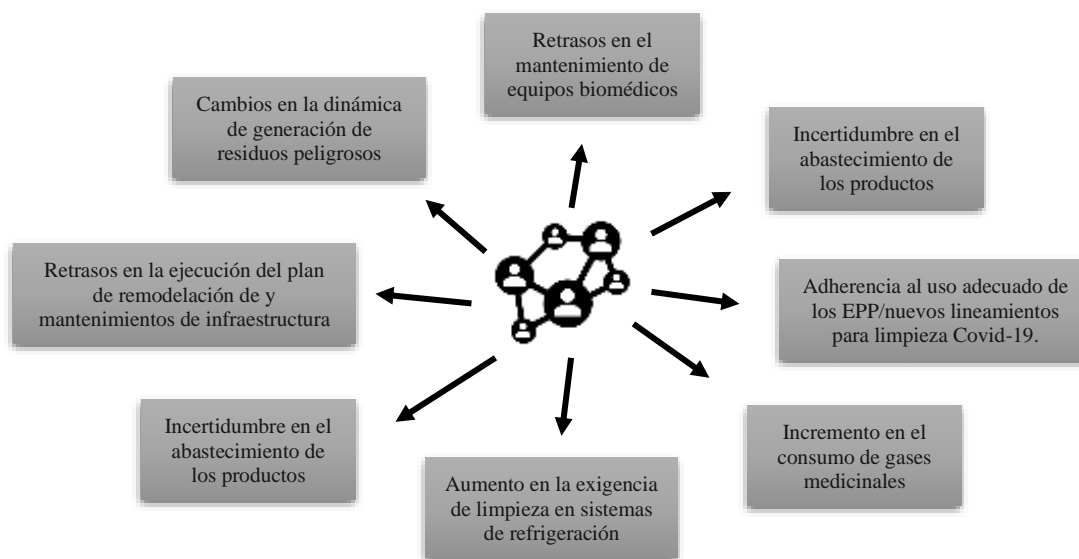 Retrasos en el
mantenimiento de
equipos biomédicos
Cambios en la dinámica
de generación de
residuos peligrosos
Incertidumbre en el
abastecimiento de
los productos
Retrasos en la ejecución del plan
de remodelación de y
mantenimientos de infraestructura
Adherencia al uso adecuado de
los EPP/nuevos lineamientos
para limpieza Covid-19.
Incertidumbre en el
abastecimiento de
los productos
Incremento en el
consumo de gases
medicinales
Aumento en la exigencia
de limpieza en sistemas
de refrigeración